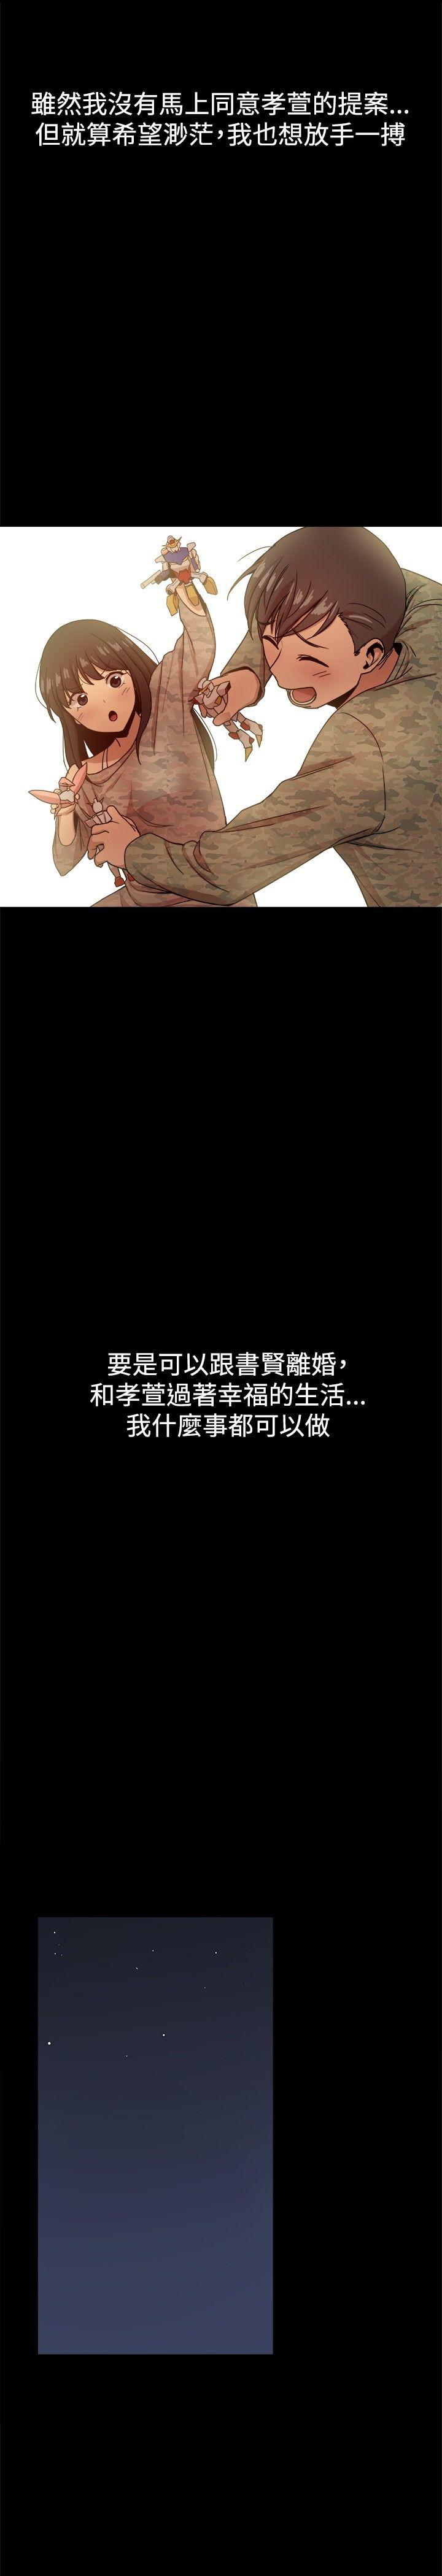 雖然我沒有馬上同意孝萱的提案...
但就算希望渺茫,我也想放手一搏
要是可以跟書賢離婚,
和孝萱過著幸福的生活...
我什麼事都可以做